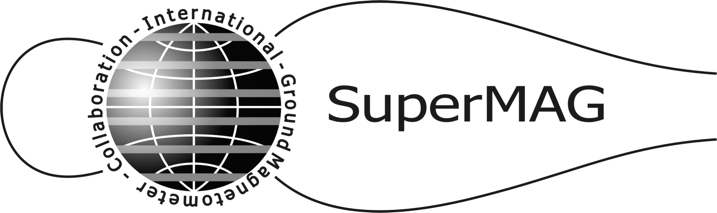 Collaboration - International - Ground Magnetometer -
SuperMAG